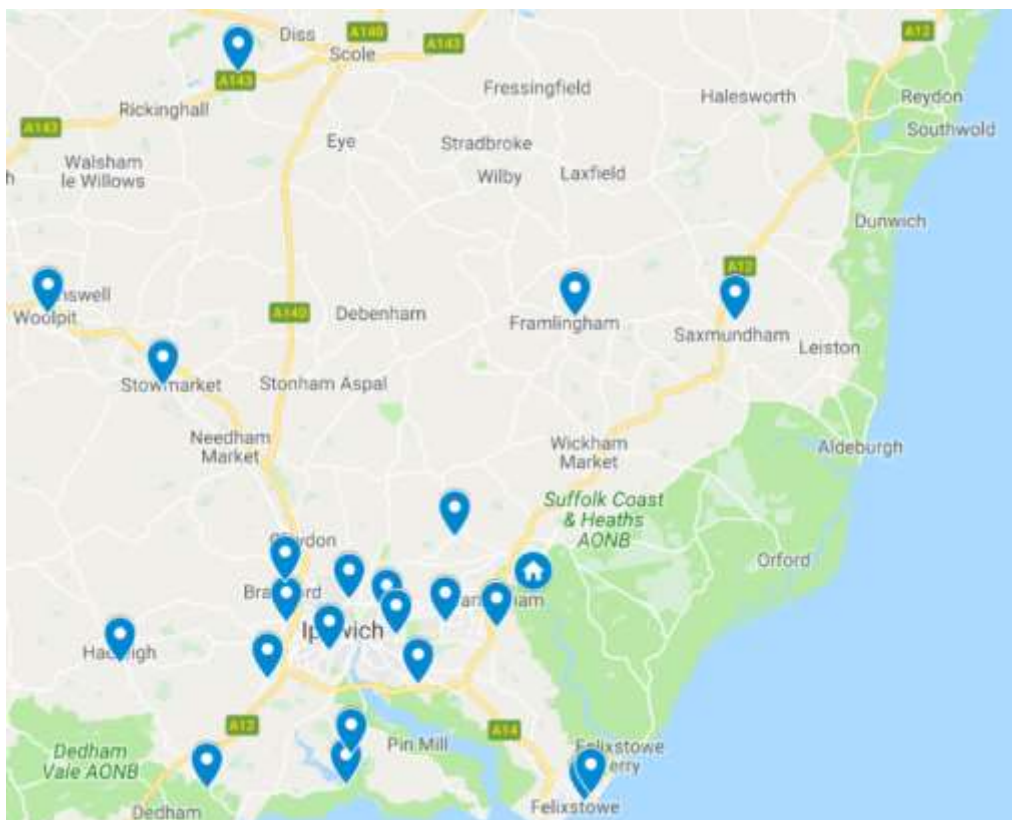 Diss
A140
A143
A12
Scole
A143
Fressingfield
Halesworth
Reydon
Rickinghall
Southwold
A143
Eye
Stradbroke
Walsham
le Willows
Wilby
Laxfield
Dunwich
A12
Woolpit
A140
Debenham
Framlingham
Saxmundham
Leiston
Stowmarket
Stonham Aspal
Needham
Market
Wickham
Market
Aldeburgh
Suffolk Coast
& Heaths
AONB
Orford
Ipswich
A12
A14
Pin Mill
Dedham
Vale AONB
Felixstowe
Felixstowe
Dedham